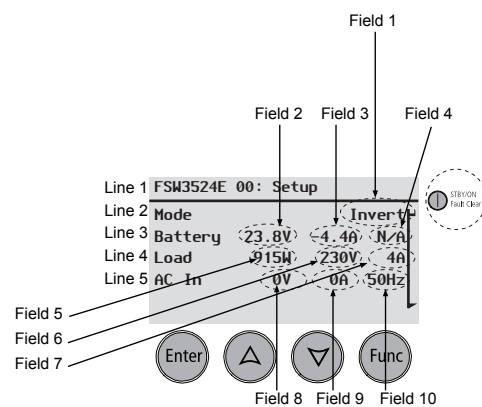 Field 1
Field 2 Field 3 Field 4
Line 1 FSW3524E 00: Setup
STBY/ON
Fault Clear
Line 2 Mode Invert
Line 3 Battery 23.8V -4.4A N/A
Line 4 Load 915W 230V 4A
Line 5 AC In 0V 0A 50Hz
Field 5
Field 6
Field 7
Enter Func
Field 8 Field 9 Field 10